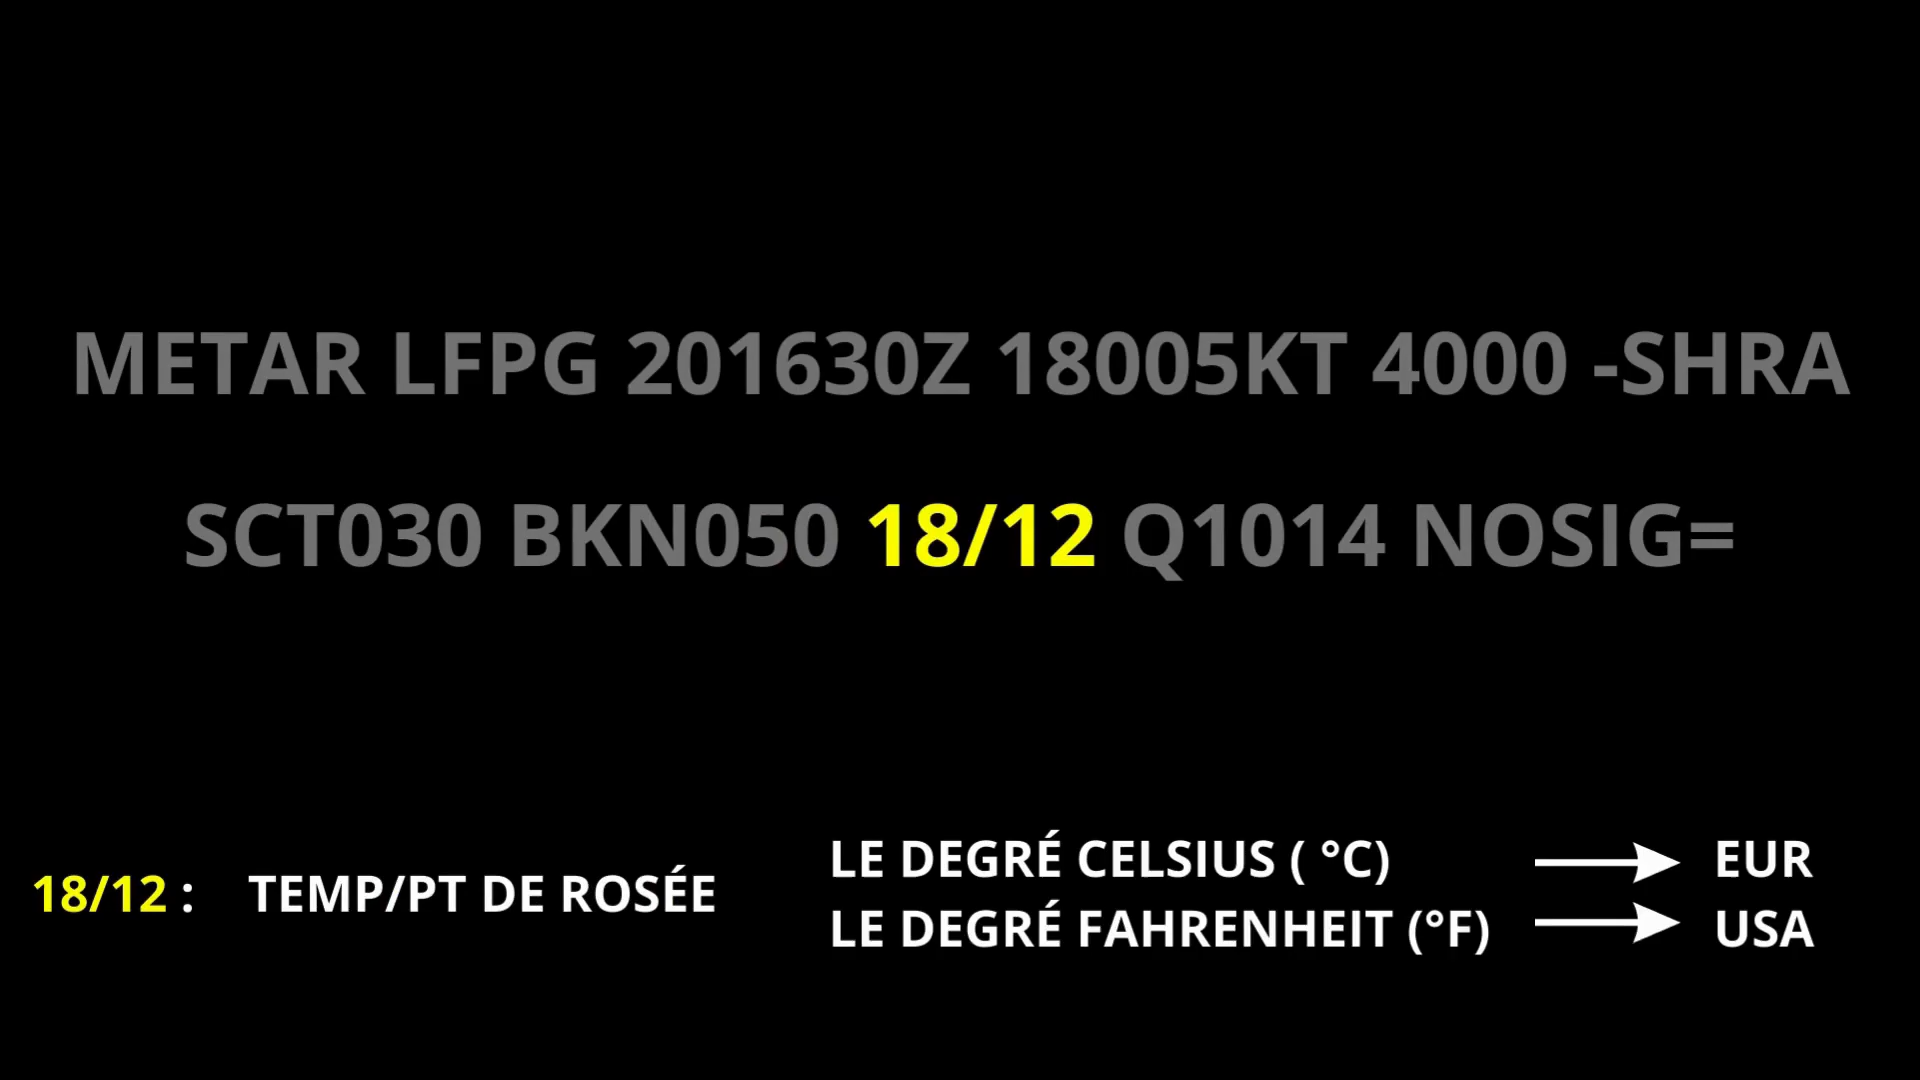 METAR LFPG 201630Z 18005KT 4000 -SHRA
SCT030 BKN050 18/12 Q1014 NOSIG=
18/12 : TEMP/PT DE ROSÉE
LE DEGRÉ CELSIUS ( °C) EUR
LE DEGRÉ FAHRENHEIT (°F) USA